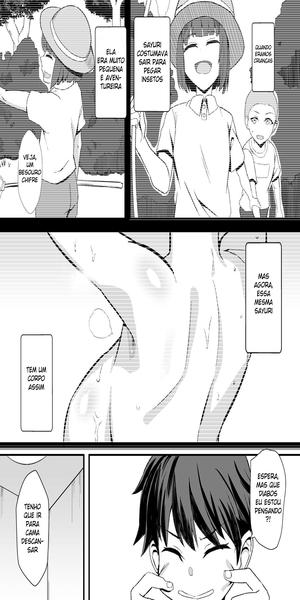 QUANDO
ERAMOS
CRIANÇAS
SAYURI
COSTUMAVA
SAIR PARA
PEGAR
INSETOS
ELA
ERA MUITO
PEQUENA
E AVEN-
TUREIRA
VEJA,
UM
BESOURO
CHIFRE
MAS
AGORA,
ESSA
MESMA
SAYURI
TEM UM
CORPO
ASSIM
ESPERA,
MAS QUE
DIABOS
EU ESTOU
PENSANDO
?!
TENHO
QUE IR
PARA
CAMA
DESCAN-
SAR